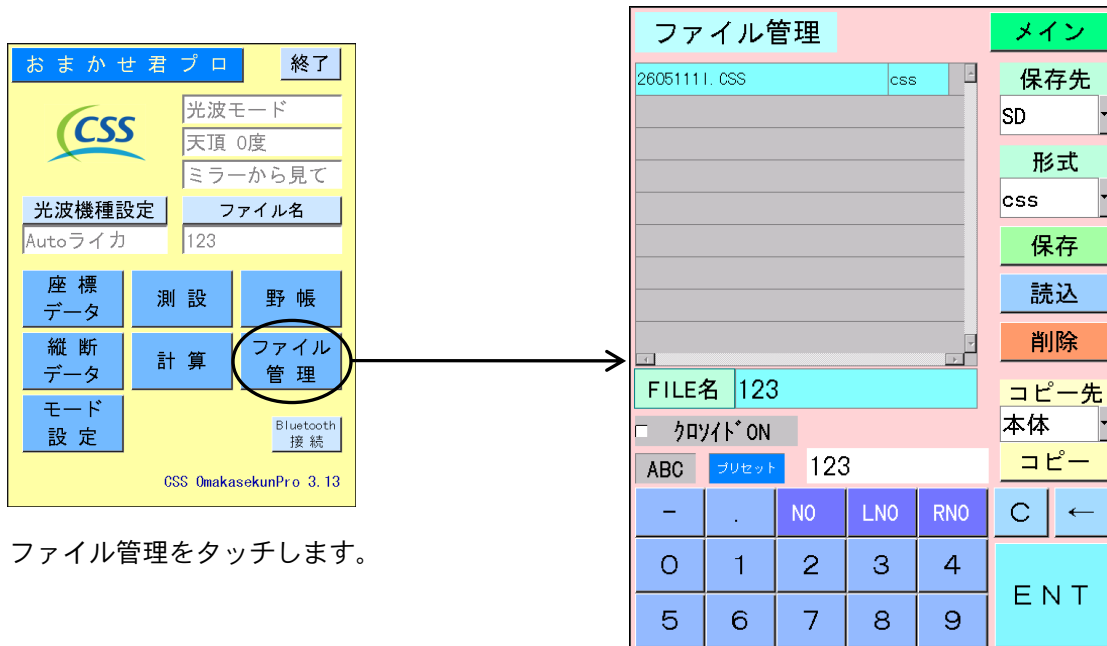 おまかせ君プロ
終了
CSS
光波モード
天頂 0度
ミラーから見て
光波機種設定
ファイル名
Autoライカ
123
座標
データ
測設
野帳
縦断
データ
計算
ファイル
管理
モード
設定
Bluetooth
接続
CSS OmakasekunPro 3.13
ファイル管理をタッチします。
ファイル管理
メイン
26051111.CSS
css
保存先
SD
形式
css
保存
読込
削除
FILE名
123
コピー先
本体
コピー
クロソイド ON
ABC
プリセット
123
-
.
NO
LNO
RNO
C
←
0
1
2
3
4
ENT
5
6
7
8
9